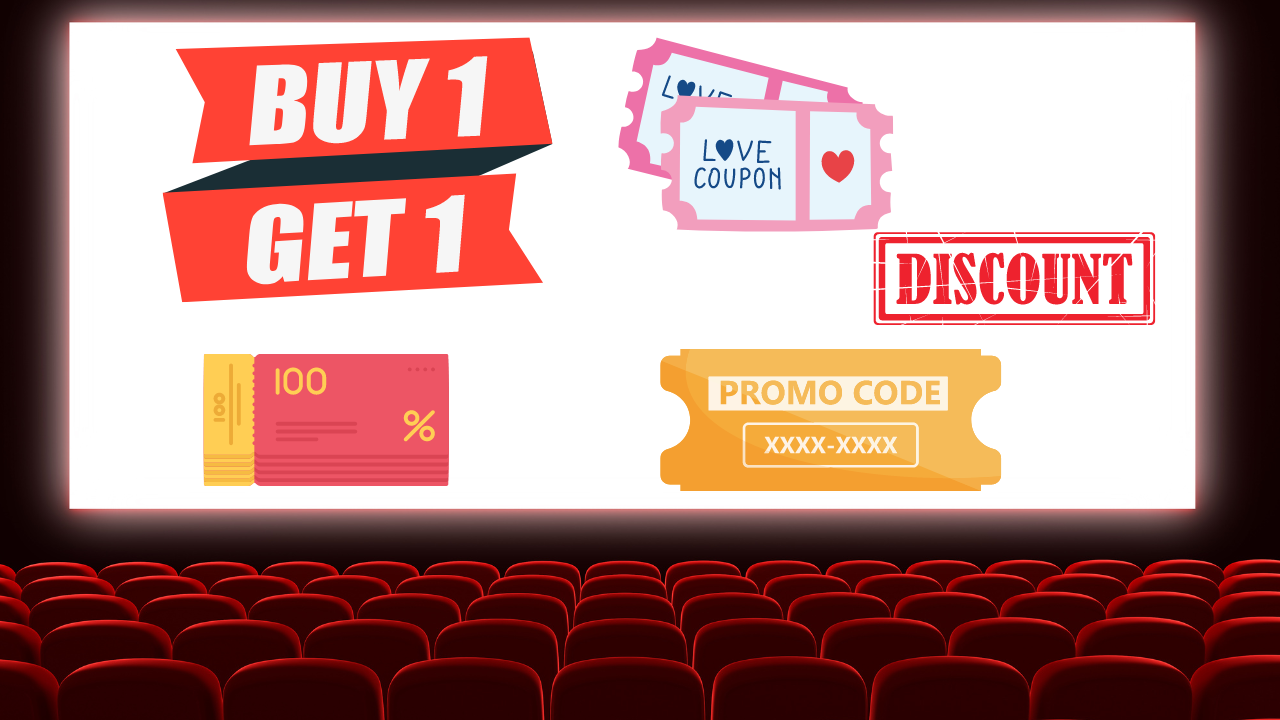 BUY 1
GET 1
LOVE
LOVE
COUPON
DISCOUNT
100
%
PROMO CODE
XXXX-XXXX